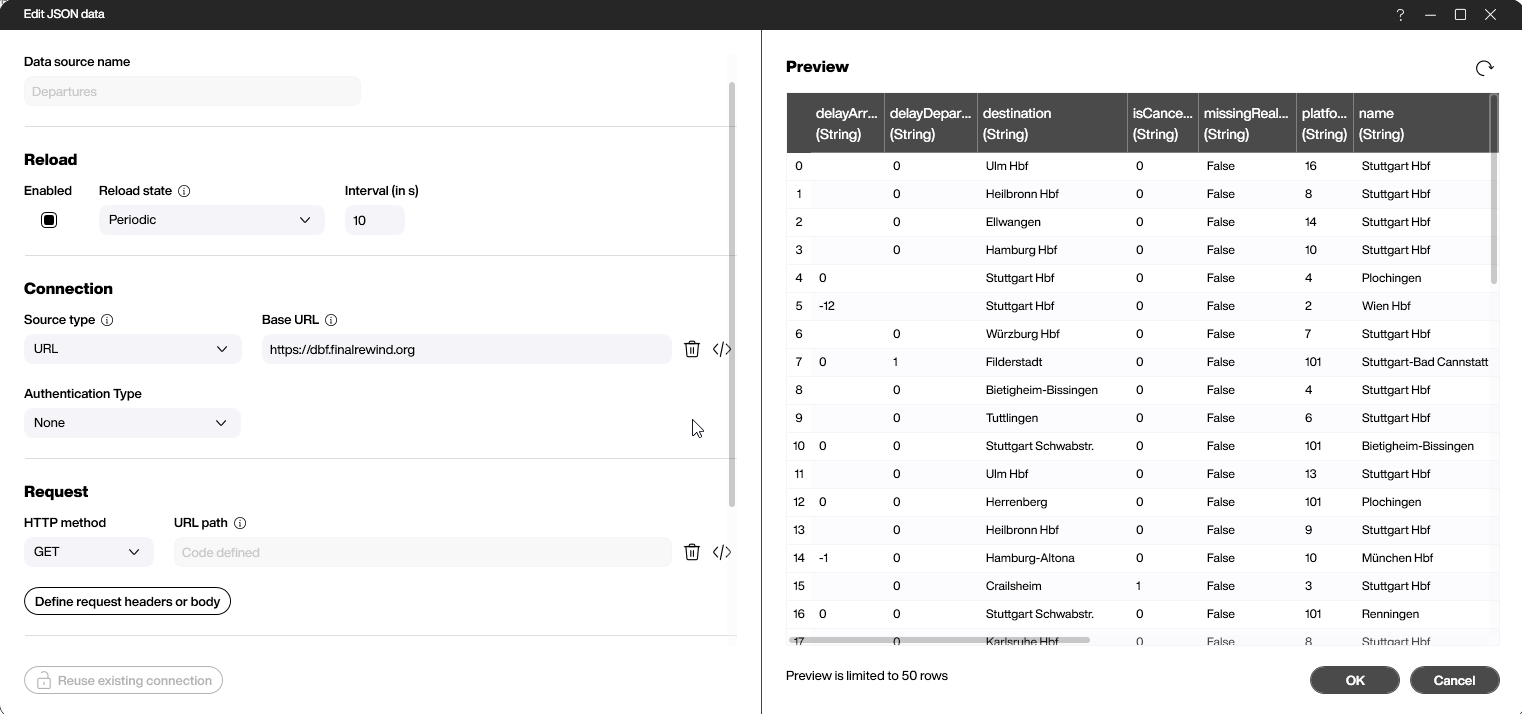 Edit JSON data
?
Data source name
Departures
Reload
Enabled Reload state Interval (in s)
Periodic 10
Connection
Source type Base URL
URL https://dbf.finalrewind.org
Authentication Type
None
Request
HTTP method URL path
GET Code defined
Define request headers or body
Reuse existing connection
Preview
delayArr... delayDepar... destination isCance... missingReal... platfo... name
(String) (String) (String) (String) (String) (String) (String)
0 0 Ulm Hbf 0 False 16 Stuttgart Hbf
1 0 Heilbronn Hbf 0 False 8 Stuttgart Hbf
2 0 Ellwangen 0 False 14 Stuttgart Hbf
3 0 Hamburg Hbf 0 False 10 Stuttgart Hbf
4 0 Stuttgart Hbf 0 False 4 Plochingen
5 -12 Stuttgart Hbf 0 False 2 Wien Hbf
6 0 Würzburg Hbf 0 False 7 Stuttgart Hbf
7 0 1 Filderstadt 0 False 101 Stuttgart-Bad Cannstatt
8 0 Bietigheim-Bissingen 0 False 4 Stuttgart Hbf
9 0 Tuttlingen 0 False 6 Stuttgart Hbf
10 0 0 Stuttgart Schwabstr. 0 False 101 Bietigheim-Bissingen
11 0 Ulm Hbf 0 False 13 Stuttgart Hbf
12 0 0 Herrenberg 0 False 101 Plochingen
13 0 Heilbronn Hbf 0 False 9 Stuttgart Hbf
14 -1 0 Hamburg-Altona 0 False 10 München Hbf
15 0 Crailsheim 1 False 3 Stuttgart Hbf
16 0 0 Stuttgart Schwabstr. 0 False 101 Renningen
17 0 Karlsruhe Hbf 0 False 8 Stuttgart Hbf
Preview is limited to 50 rows
OK Cancel